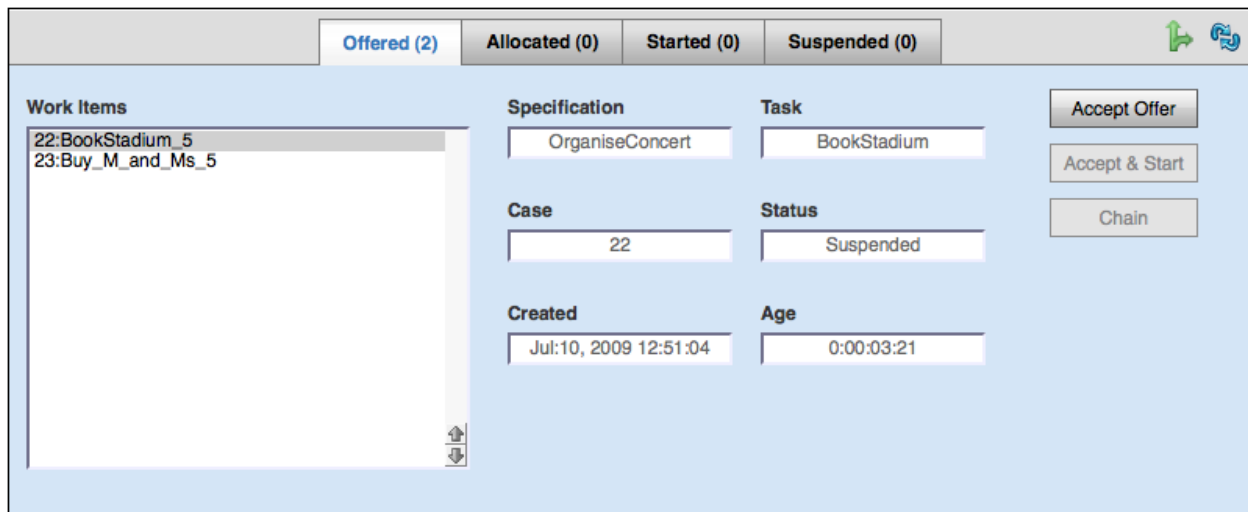 Offered (2) Allocated (0) Started (0) Suspended (0)
Work Items
22:BookStadium_5
23:Buy_M_and_Ms_5
Specification Task
OrganiseConcert BookStadium
Case Status
22 Suspended
Created Age
Jul:10, 2009 12:51:04 0:00:03:21
Accept Offer
Accept & Start
Chain